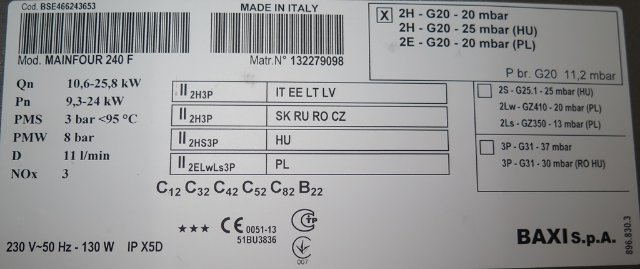 Cod. BSE466243653
MADE IN ITALY
Mod. MAINFOUR 240 F
Matr.N° 132279098
X 2H - G20 - 20 mbar
2H - G20 - 25 mbar (HU)
2E - G20 - 20 mbar (PL)
P br. G20 11,2 mbar
Qn 10,6-25,8 kW
Pn 9,3-24 kW
PMS 3 bar <95 °C
PMW 8 bar
D 11 l/min
NOx 3
II2H3P IT EE LT LV
II2H3P SK RU RO CZ
II2HS3P HU
II2ELwLs3P PL
2S - G25.1 - 25 mbar (HU)
2Lw - GZ410 - 20 mbar (PL)
2Ls - GZ350 - 13 mbar (PL)
3P - G31 - 37 mbar
3P - G31 - 30 mbar (RO HU)
C12 C32 C42 C52 C82 B22
★★★ CE 0051-13
51BU3836
TP
007
230 V~50 Hz - 130 W IP X5D
BAXI S.p.A.
896.830.3